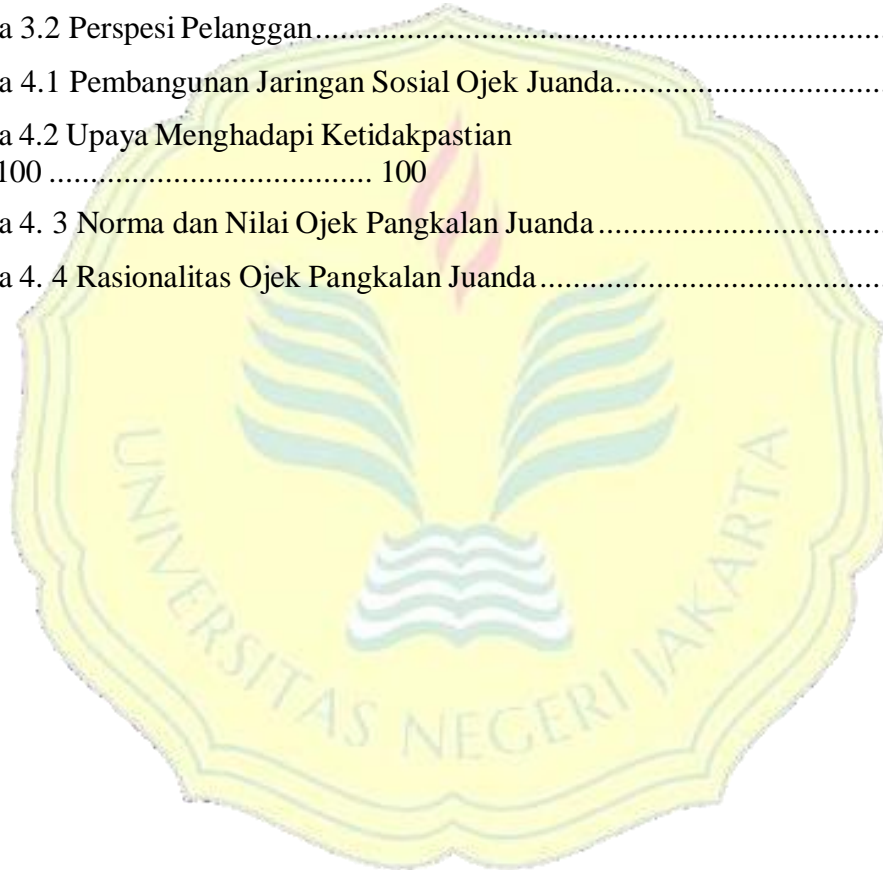 a 3.2 Perspesi Pelanggan..........................................................................
a 4.1 Pembangunan Jaringan Sosial Ojek Juanda.................................
a 4.2 Upaya Menghadapi Ketidakpastian
100 ................................... 100
a 4. 3 Norma dan Nilai Ojek Pangkalan Juanda...................................
a 4. 4 Rasionalitas Ojek Pangkalan Juanda..........................................
UNIVERSITAS NEGERI JAKARTA